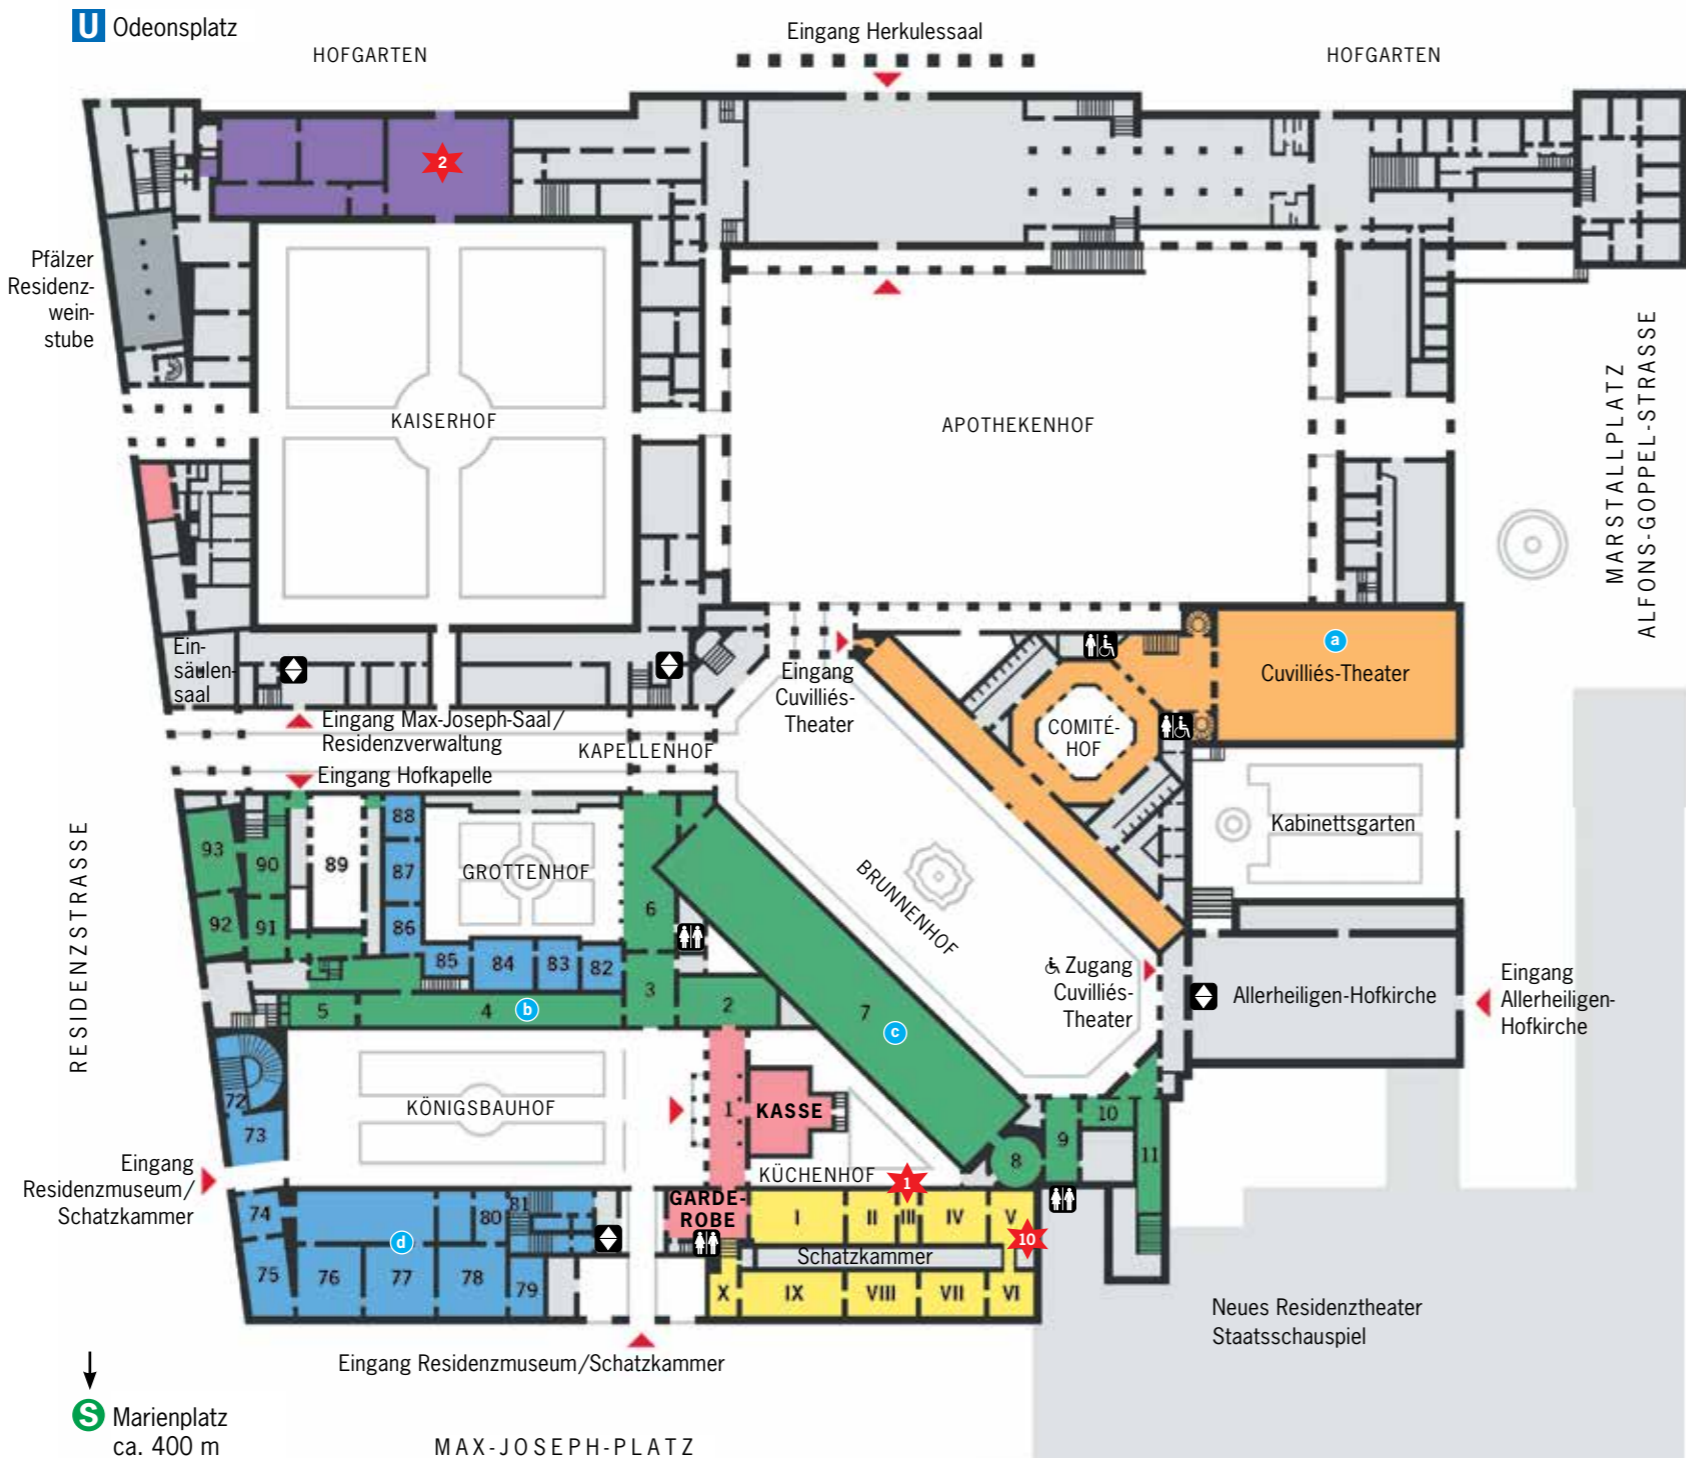 U Odeonsplatz
HOFGARTEN
Eingang Herkulessaal
HOFGARTEN
2
Pfälzer
Residenz-
wein-
stube
KAISERHOF
APOTHEKENHOF
MARSTALLPLATZ
ALFONS-GOPPEL-STRASSE
Ein-
säulen-
saal
Eingang Max-Joseph-Saal/
Residenzverwaltung
KAPELLENHOF
Eingang Hofkapelle
Eingang
Cuvilliés-
Theater
a
Cuvilliés-Theater
COMITÉ-
HOF
Kabinettsgarten
BRUNNENHOF
Zugang
Cuvilliés-
Theater
Allerheiligen-Hofkirche
Eingang
Allerheiligen-
Hofkirche
RESIDENZSTRASSE
93
90
89
88
87
GROTTENHOF
92
91
86
6
85
84
83
82
5
4
b
3
2
7
c
72
73
KÖNIGSBAUHOF
1
KASSE
KÜCHENHOF
8
9
10
11
Eingang
Residenzmuseum/
Schatzkammer
74
75
76
77
78
79
80
81
d
GARDE-
ROBE
1
I
II
III
IV
V
10
Schatzkammer
X
IX
VIII
VII
VI
Neues Residenztheater
Staatsschauspiel
Eingang Residenzmuseum/Schatzkammer
S Marienplatz
ca. 400 m
MAX-JOSEPH-PLATZ